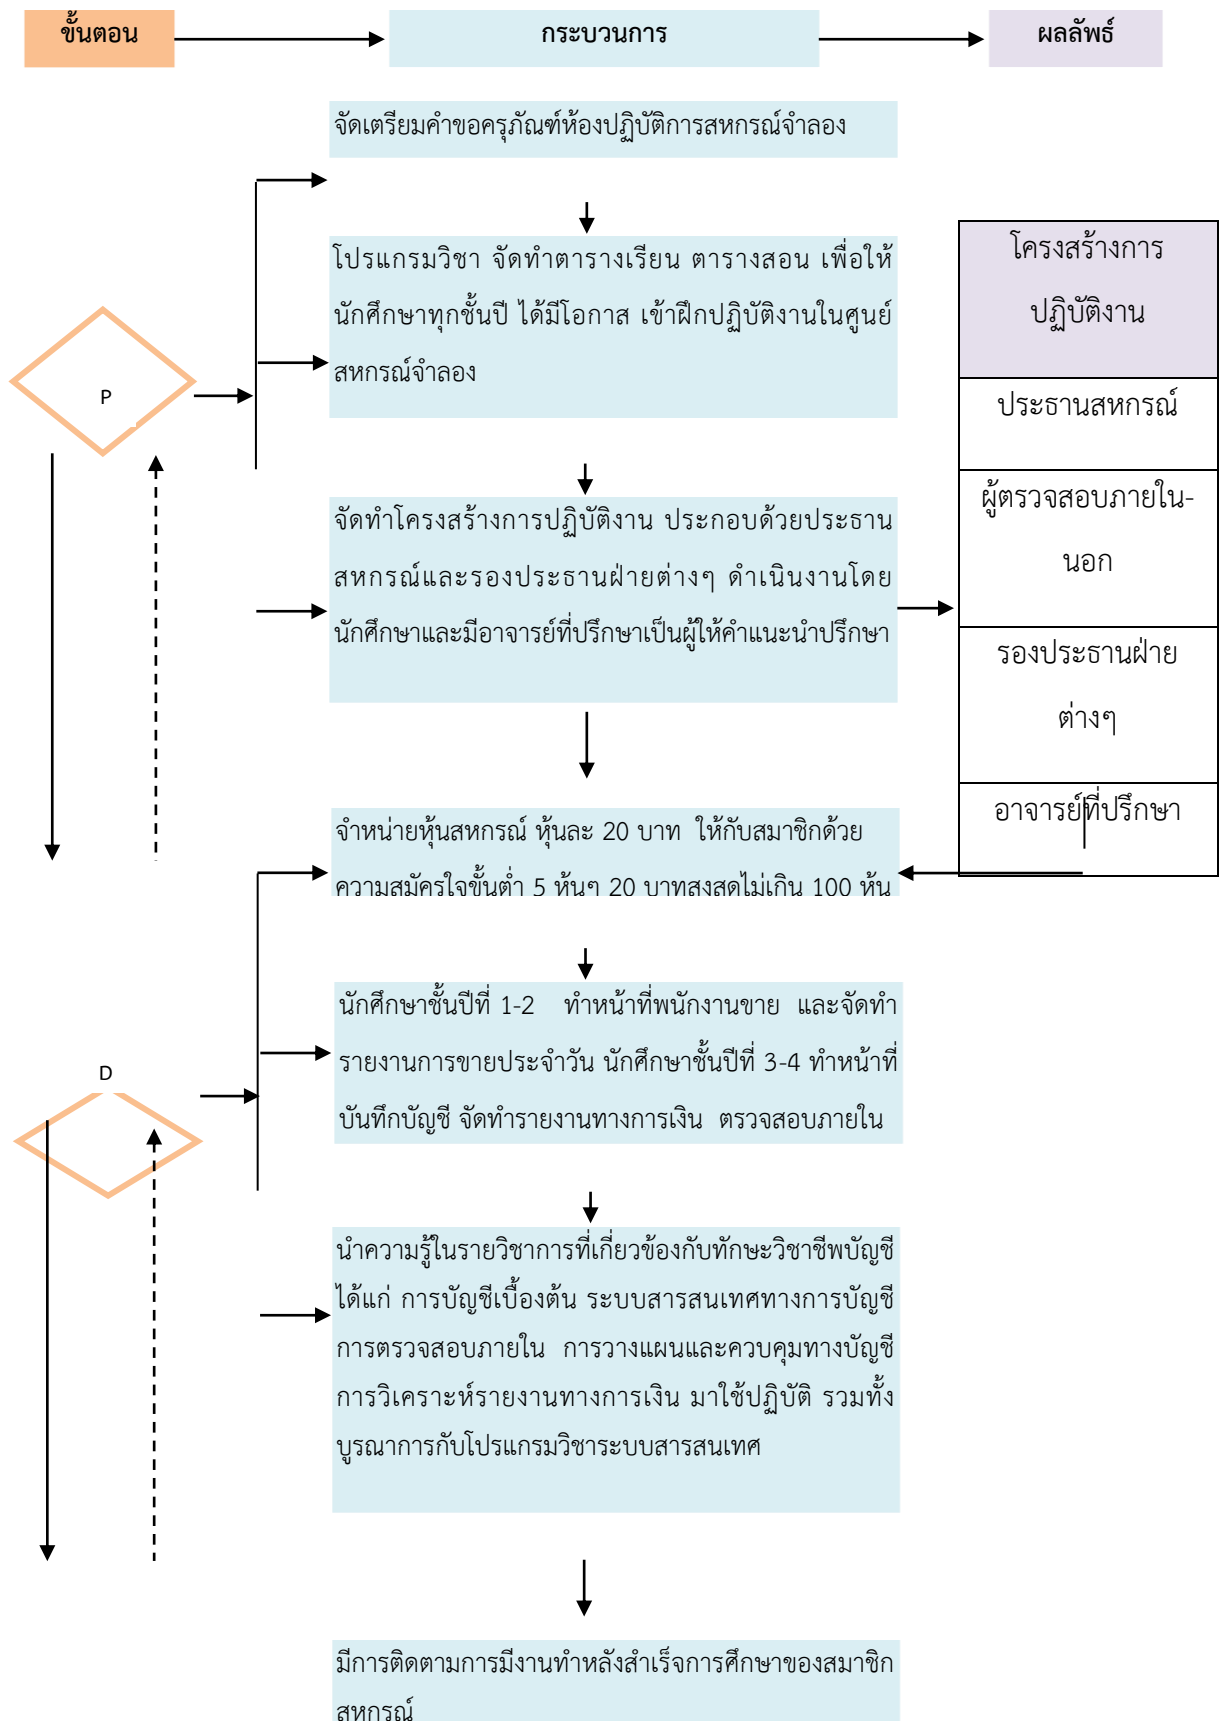 ขั้นตอน
กระบวนการ
ผลลัพธ์
จัดเตรียมคำขอครุภัณฑ์ห้องปฏิบัติการสหกรณ์จำลอง
โปรแกรมวิชา จัดทำตารางเรียน ตารางสอน เพื่อให้
นักศึกษาทุกชั้นปี ได้มีโอกาส เข้าฝึกปฏิบัติงานในศูนย์
สหกรณ์จำลอง
P
จัดทำโครงสร้างการปฏิบัติงาน ประกอบด้วยประธาน
สหกรณ์และรองประธานฝ่ายต่างๆ ดำเนินงานโดย
นักศึกษาและมีอาจารย์ที่ปรึกษาเป็นผู้ให้คำแนะนำปรึกษา
โครงสร้างการ
ปฏิบัติงาน
ประธานสหกรณ์
ผู้ตรวจสอบภายใน-
นอก
รองประธานฝ่าย
ต่างๆ
อาจารย์ที่ปรึกษา
จำหน่ายหุ้นสหกรณ์ หุ้นละ 20 บาท ให้กับสมาชิกด้วย
ความสมัครใจขั้นต่ำ 5 หุ้นๆ 20 บาทสูงสุดไม่เกิน 100 หุ้น
นักศึกษาชั้นปีที่ 1-2 ทำหน้าที่พนักงานขาย และจัดทำ
รายงานการขายประจำวัน นักศึกษาชั้นปีที่ 3-4 ทำหน้าที่
บันทึกบัญชี จัดทำรายงานทางการเงิน ตรวจสอบภายใน
D
นำความรู้ในรายวิชาการที่เกี่ยวข้องกับทักษะวิชาชีพบัญชี
ได้แก่ การบัญชีเบื้องต้น ระบบสารสนเทศทางการบัญชี
การตรวจสอบภายใน การวางแผนและควบคุมทางบัญชี
การวิเคราะห์รายงานทางการเงิน มาใช้ปฏิบัติ รวมทั้ง
บูรณาการกับโปรแกรมวิชาระบบสารสนเทศ
มีการติดตามการมีงานทำหลังสำเร็จการศึกษาของสมาชิก
สหกรณ์